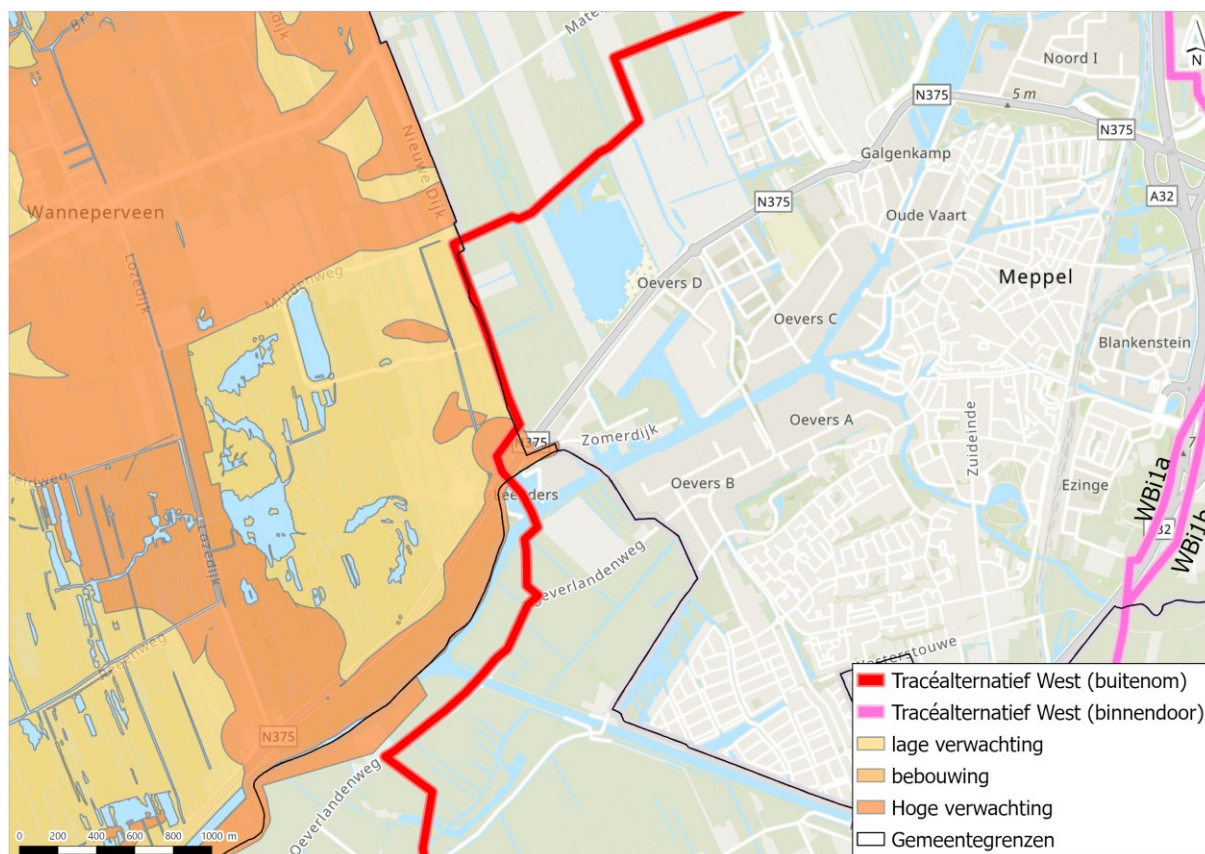 Noord I
N
5 m
N375
N375
Galgenkamp
Nieuwe Dijk
A32
N375
Wanneperveen
Oude Vaart
Lozedijk
Meppel
Middenweg
Oevers D
Oevers C
Blankenstein
Oevers A
Zomerdijk
N375
Zuideinde
7
Oevers B
Ezinge
WBi1a
WBi1b
Lozedijk
N375
Oeverlandenweg
0 200 400 600 800 1000 m
Tracéalternatief West (buitenom)
Tracéalternatief West (binnendoor)
lage verwachting
bebouwing
Hoge verwachting
Gemeentegrenzen